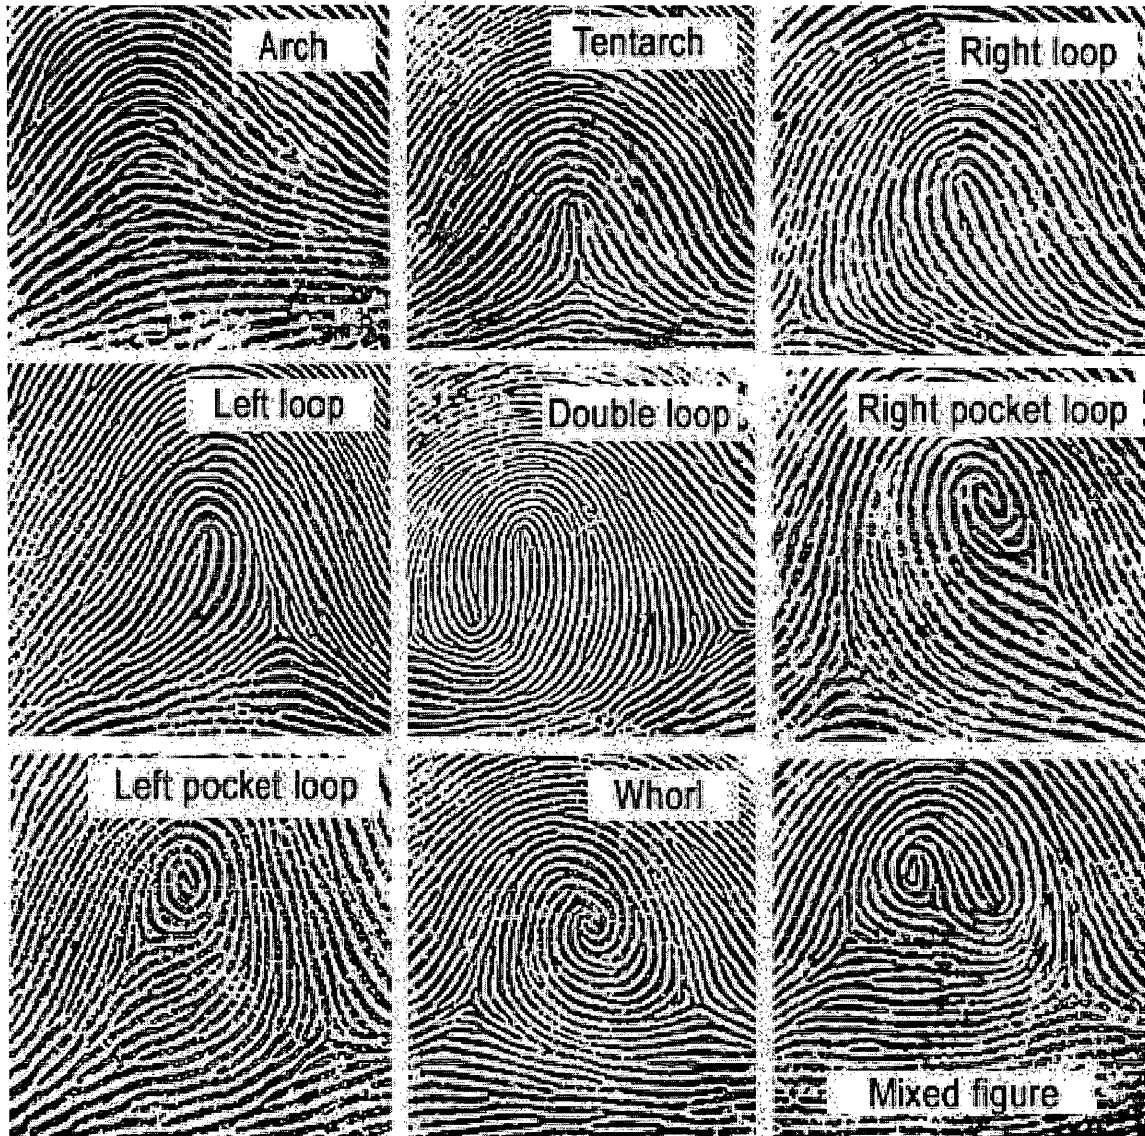 Arch
Tentarch
Right loop
Left loop
Double loop
Right pocket loop
Left pocket loop
Whorl
Mixed figure